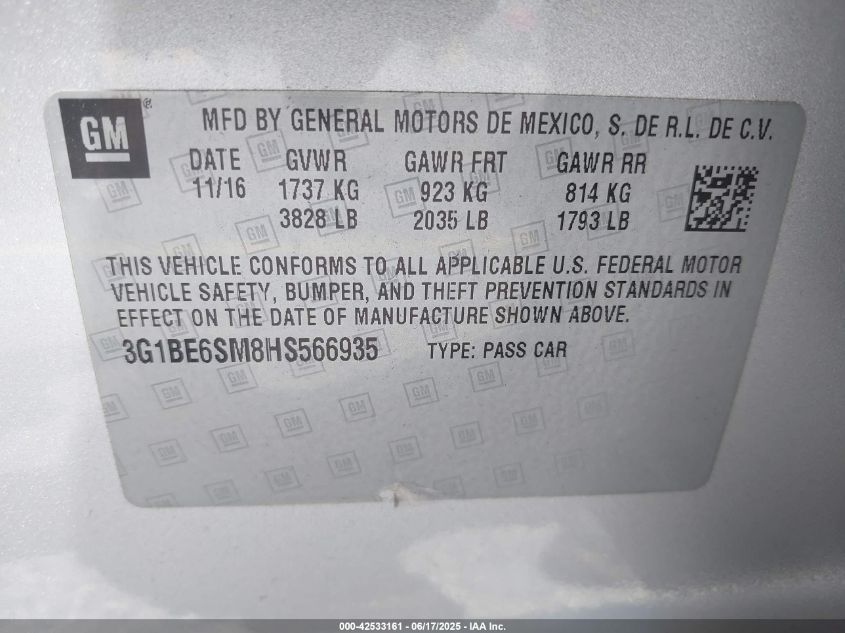 GM®
MFD BY GENERAL MOTORS DE MEXICO, S. DE R.L. DE C.V.
DATE GVWR GAWR FRT GAWR RR
11/16 1737 KG 923 KG 814 KG
3828 LB 2035 LB 1793 LB
THIS VEHICLE CONFORMS TO ALL APPLICABLE U.S. FEDERAL MOTOR
VEHICLE SAFETY, BUMPER, AND THEFT PREVENTION STANDARDS IN
EFFECT ON THE DATE OF MANUFACTURE SHOWN ABOVE.
3G1BE6SM8HS566935 TYPE: PASS CAR
000-42533161 - 06/17/2025 - IAA Inc.